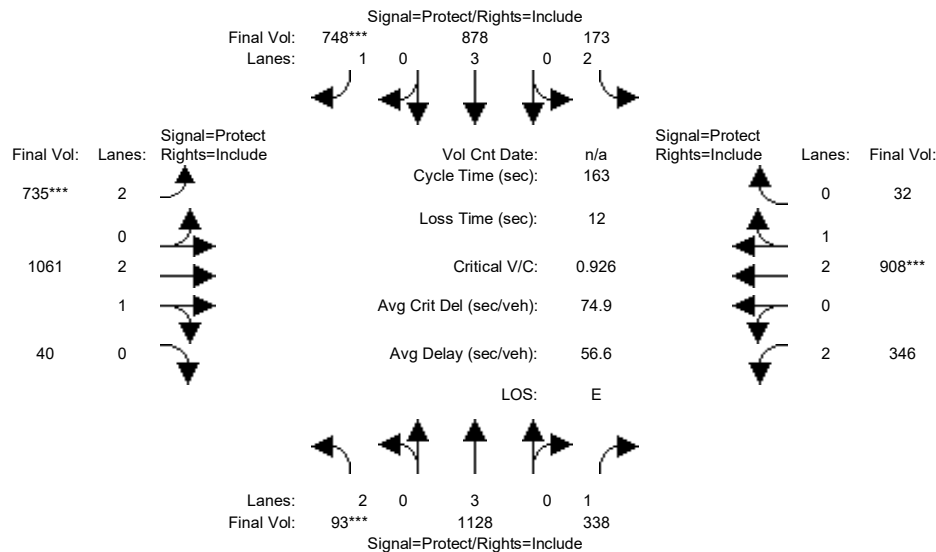 Signal=Protect/Rights=Include
Final Vol: 748*** 878 173
Lanes: 1 0 3 0 2
Signal=Protect
Final Vol: Lanes: Rights=Include
Vol Cnt Date: n/a
Signal=Protect
Rights=Include Lanes: Final Vol:
Cycle Time (sec): 163
735*** 2
0 32
Loss Time (sec): 12
0
1
1061 2
Critical V/C: 0.926
2 908***
1
Avg Crit Del (sec/veh): 74.9
0
40 0
Avg Delay (sec/veh): 56.6
2 346
LOS: E
Lanes: 2 0 3 0 1
Final Vol: 93*** 1128 338
Signal=Protect/Rights=Include